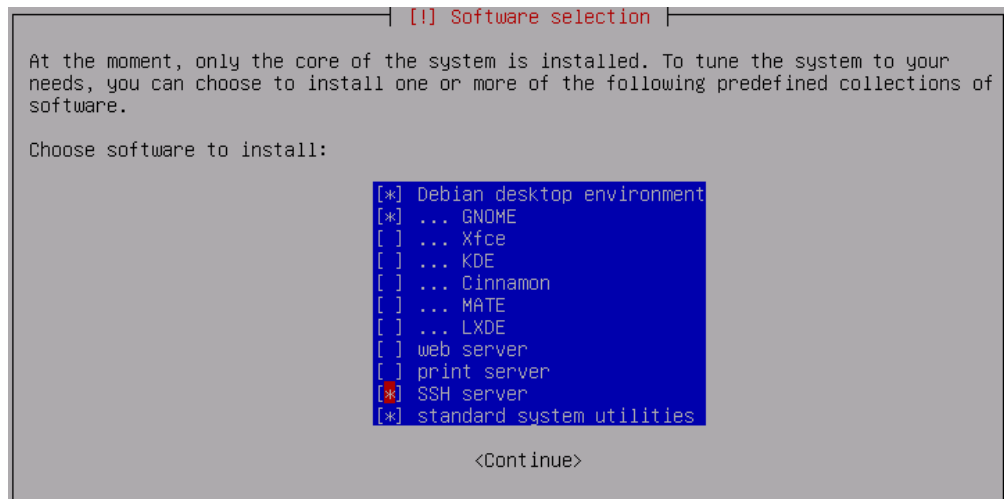 [!] Software selection
At the moment, only the core of the system is installed. To tune the system to your
needs, you can choose to install one or more of the following predefined collections of
software.
Choose software to install:
[*] Debian desktop environment
[*] ... GNOME
[ ] ... Xfce
[ ] ... KDE
[ ] ... Cinnamon
[ ] ... MATE
[ ] ... LXDE
[ ] web server
[ ] print server
[*] SSH server
[*] standard system utilities
<Continue>